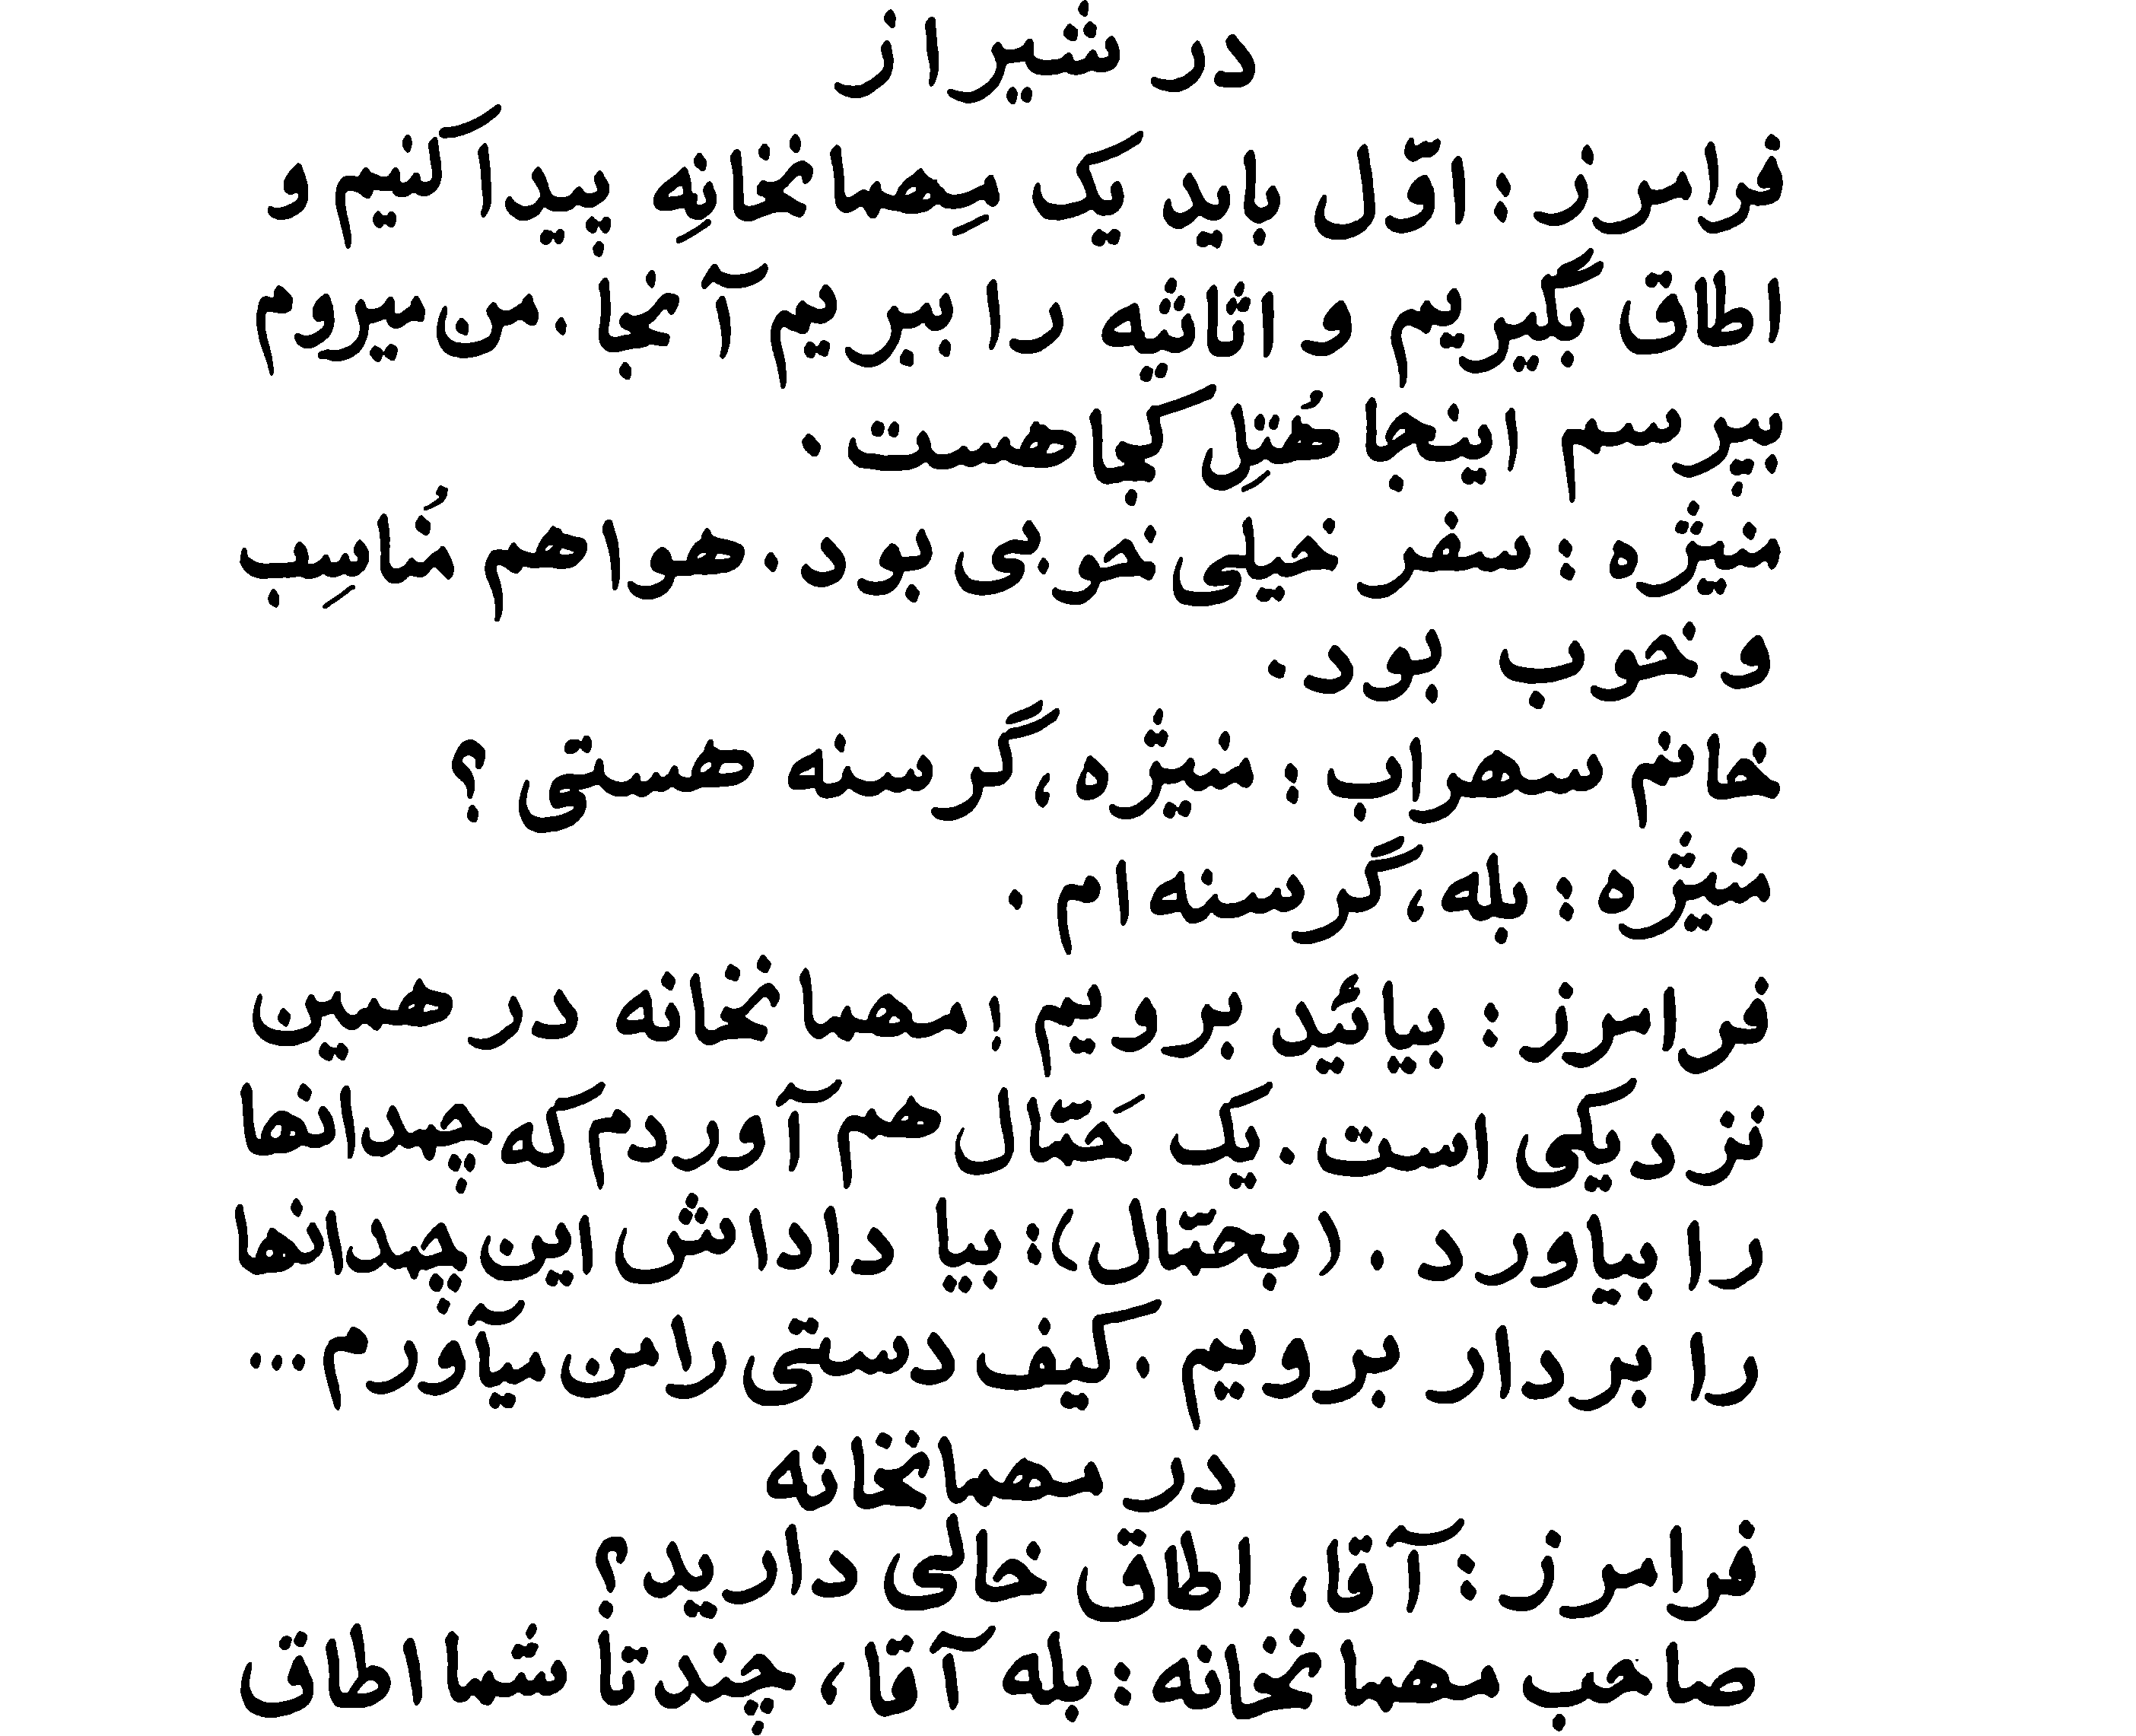 در شیراز
فرامرز : اوّل باید یک مِهمانخانِه پیدا کنیم و
اطاق بگیریم و اثاثیه را ببریم آنجا . من میروم
بپرسم اینجا هُتِل کجا هست .
منیژه : سفر خیلی خوبی بود . هوا هم مُناسِب
و خوب بود .
خانم سهراب : منیژه ، گرسنه هستی ؟
منیژه : بله ، گرسنه ام .
فرامرز : بیائید برویم ! مهمانخانه در همین
نزدیکی است . یک حَمّال هم آوردم که چمدانها
را بیاورد . (بحمّال) : بیا داداش این چمدانها
را بردار برویم . کیف دستی را من میآورم ...
در مهمانخانه
فرامرز : آقا ، اطاق خالی دارید ؟
صاحب مهمانخانه : بله آقا ، چند تا شما اطاق